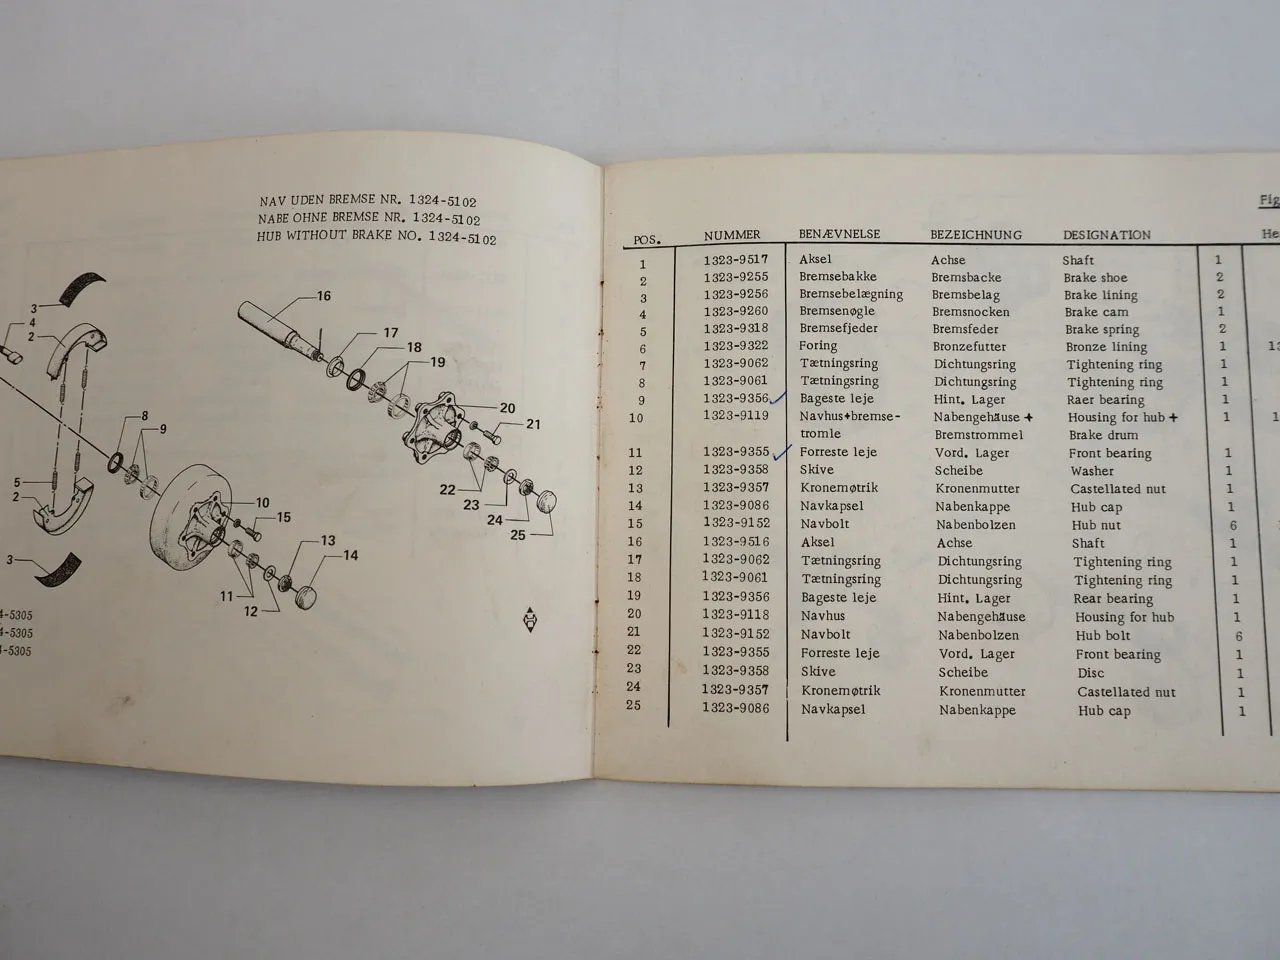 NAV UDEN BREMSE NR. 1324-5102
NABE OHNE BREMSE NR. 1324-5102
HUB WITHOUT BRAKE NO. 1324-5102
3
4
2
16
17
18
19
20
21
8
9
22
23
24
25
5
2
10
15
13
14
3
11
12
-5305
4-5305
-5305
Fig
POS. NUMMER BENÆVNELSE BEZEICHNUNG DESIGNATION He
1 1323-9517 Aksel Achse Shaft 1
2 1323-9255 Bremsebakke Bremsbacke Brake shoe 2
3 1323-9256 Bremsebelægning Bremsbelag Brake lining 2
4 1323-9260 Bremsenøgle Bremsnocken Brake cam 1
5 1323-9318 Bremsefjeder Bremsfeder Brake spring 2
6 1323-9322 Foring Bronzefutter Bronze lining 1 13
7 1323-9062 Tætningsring Dichtungsring Tightening ring 1
8 1323-9061 Tætningsring Dichtungsring Tightening ring 1
9 1323-9356 Bageste leje Hint. Lager Raer bearing 1
10 1323-9119 Navhus+bremse- Nabengehäuse + Housing for hub + 1 1
tromle Bremstrommel Brake drum
11 1323-9355 Forreste leje Vord. Lager Front bearing 1
12 1323-9358 Skive Scheibe Washer 1
13 1323-9357 Kronemøtrik Kronenmutter Castellated nut 1
14 1323-9086 Navkapsel Nabenkappe Hub cap 1
15 1323-9152 Navbolt Nabenbolzen Hub nut 6
16 1323-9516 Aksel Achse Shaft 1
17 1323-9062 Tætningsring Dichtungsring Tightening ring 1
18 1323-9061 Tætningsring Dichtungsring Tightening ring 1
19 1323-9356 Bageste leje Hint. Lager Rear bearing 1
20 1323-9118 Navhus Nabengehäuse Housing for hub 1
21 1323-9152 Navbolt Nabenbolzen Hub bolt 6
22 1323-9355 Forreste leje Vord. Lager Front bearing 1
23 1323-9358 Skive Scheibe Disc 1
24 1323-9357 Kronemøtrik Kronenmutter Castellated nut 1
25 1323-9086 Navkapsel Nabenkappe Hub cap 1